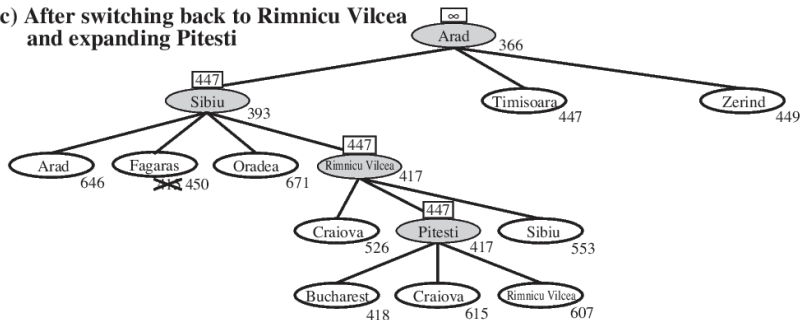 c) After switching back to Rimnicu Vilcea
and expanding Pitesti
∞
Arad
366
447
Sibiu
393
Timisoara
447
Zerind
449
Arad
646
Fagaras
450
Oradea
671
447
Rimnicu Vilcea
417
Craiova
526
447
Pitesti
417
Sibiu
553
Bucharest
418
Craiova
615
Rimnicu Vilcea
607